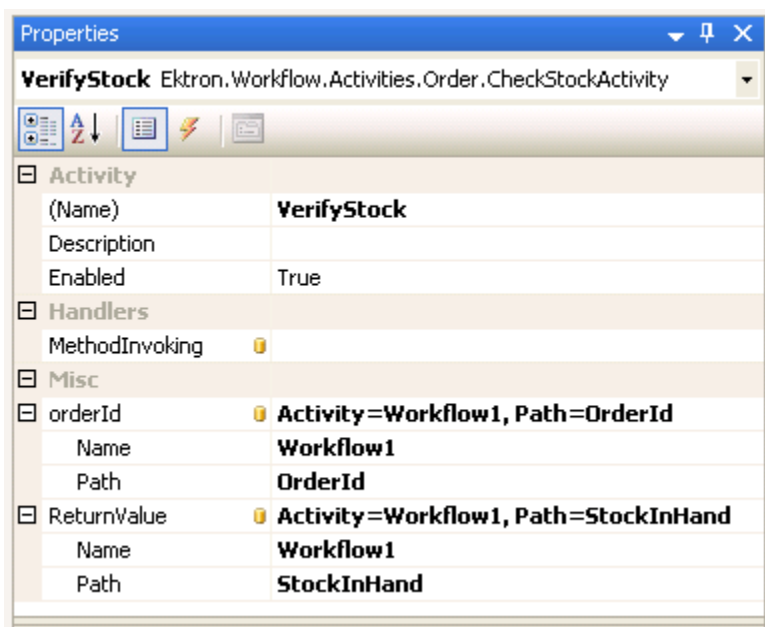 Properties
VerifyStock Ektron.Workflow.Activities.Order.CheckStockActivity
Activity
(Name) VerifyStock
Description
Enabled True
Handlers
MethodInvoking
Misc
orderId Activity=Workflow1, Path=OrderId
Name Workflow1
Path OrderId
ReturnValue Activity=Workflow1, Path=StockInHand
Name Workflow1
Path StockInHand